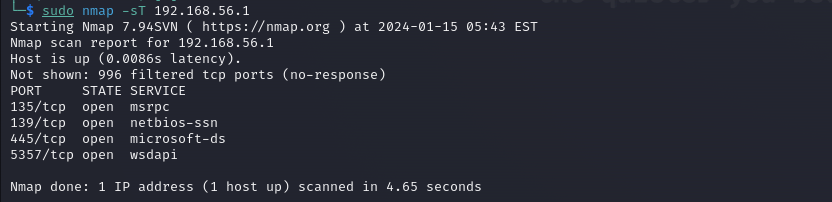 └─$ sudo nmap -sT 192.168.56.1
Starting Nmap 7.94SVN ( https://nmap.org ) at 2024-01-15 05:43 EST
Nmap scan report for 192.168.56.1
Host is up (0.0086s latency).
Not shown: 996 filtered tcp ports (no-response)
PORT     STATE SERVICE
135/tcp  open  msrpc
139/tcp  open  netbios-ssn
445/tcp  open  microsoft-ds
5357/tcp open  wsdapi
Nmap done: 1 IP address (1 host up) scanned in 4.65 seconds